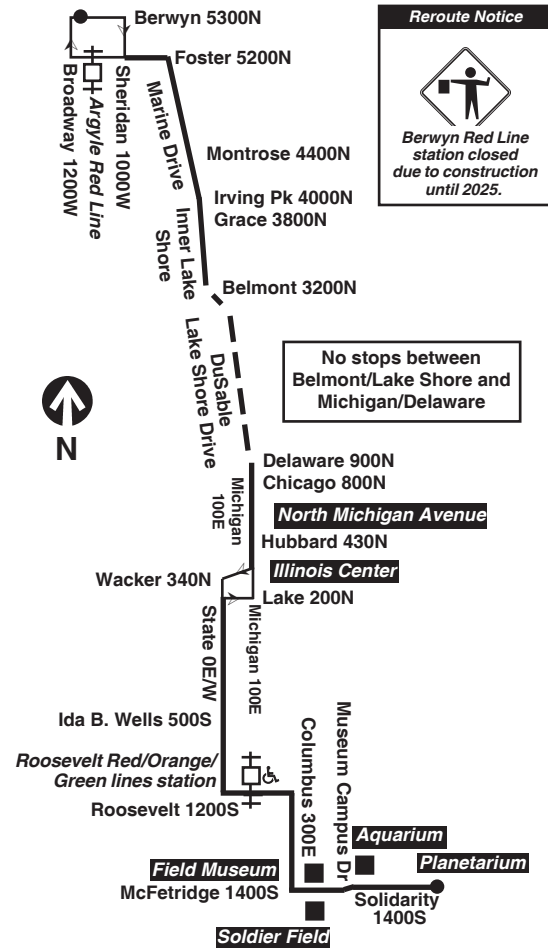 Berwyn 5300N
Foster 5200N
Broadway 1200W
Argyle Red Line
Sheridan 1000W
Marine Drive
Montrose 4400N
Irving Pk 4000N
Grace 3800N
Inner Lake
Shore
Belmont 3200N
Reroute Notice
Berwyn Red Line
station closed
due to construction
until 2025.
DuSable
Lake Shore Drive
No stops between
Belmont/Lake Shore and
Michigan/Delaware
N
Delaware 900N
Chicago 800N
Michigan
100E
North Michigan Avenue
Hubbard 430N
Illinois Center
Wacker 340N
Lake 200N
State 0E/W
Michigan 100E
Ida B. Wells 500S
Roosevelt Red/Orange/
Green lines station
Roosevelt 1200S
Columbus 300E
Museum Campus Dr
Aquarium
Planetarium
Field Museum
McFetridge 1400S
Solidarity
1400S
Soldier Field